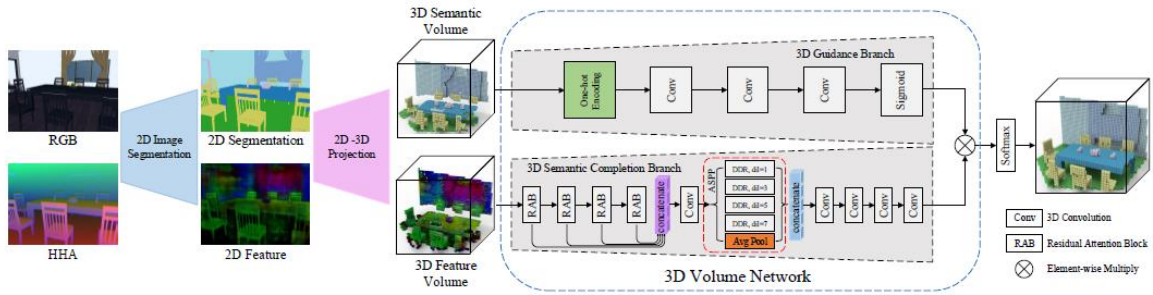 RGB
HHA
2D Image
Segmentation
2D Segmentation
2D Feature
2D -3D
Projection
3D Semantic
Volume
3D Feature
Volume
3D Guidance Branch
One-hot
Encoding
Conv
Conv
Conv
Sigmoid
3D Semantic Completion Branch
RAB
RAB
RAB
RAB
concatenate
Conv
ASPP
DDR, dil=1
DDR, dil=3
DDR, dil=5
DDR, dil=7
Avg Pool
concatenate
Conv
Conv
Conv
Conv
3D Volume Network
Softmax
Conv 3D Convolution
RAB Residual Attention Block
Element-wise Multiply